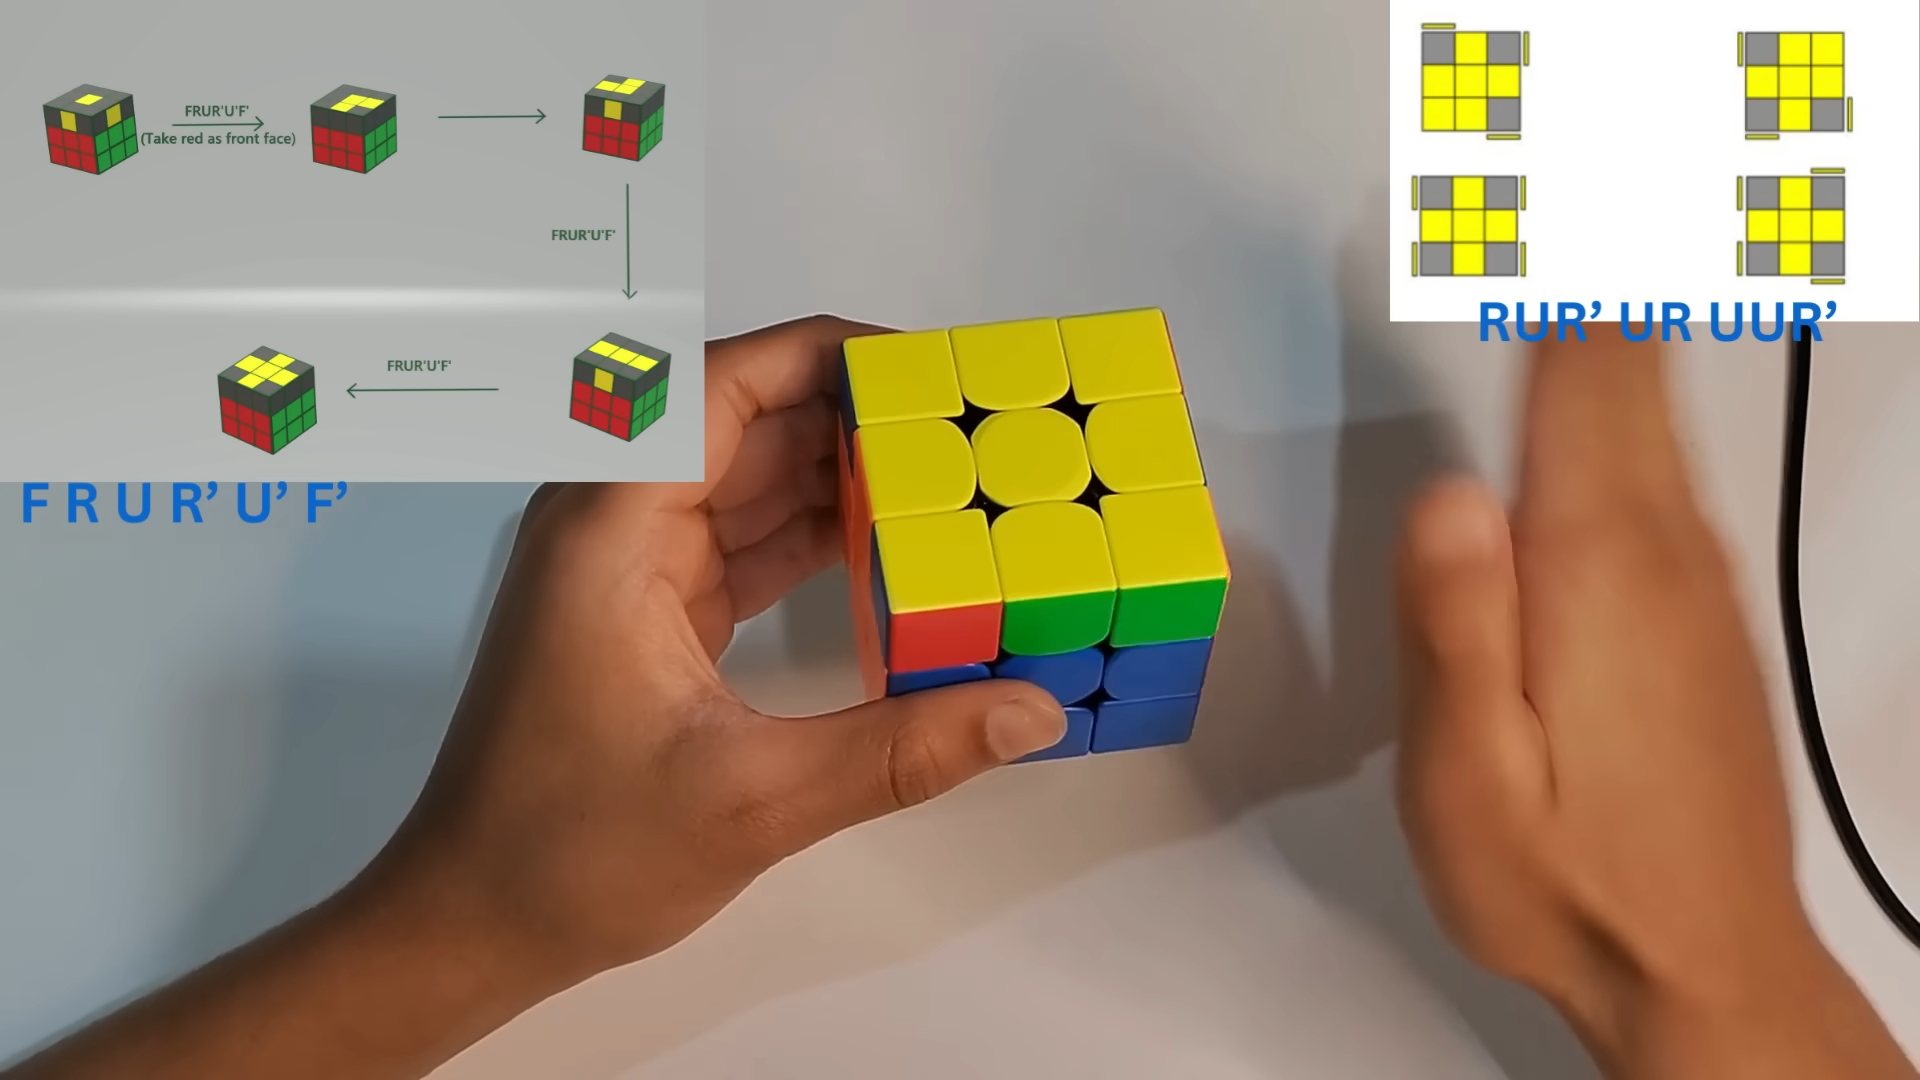 FRUR'U'F'
(Take red as front face)
FRUR'U'F'
FRUR'U'F'
F R U R’ U’ F’
RUR’ UR UUR’